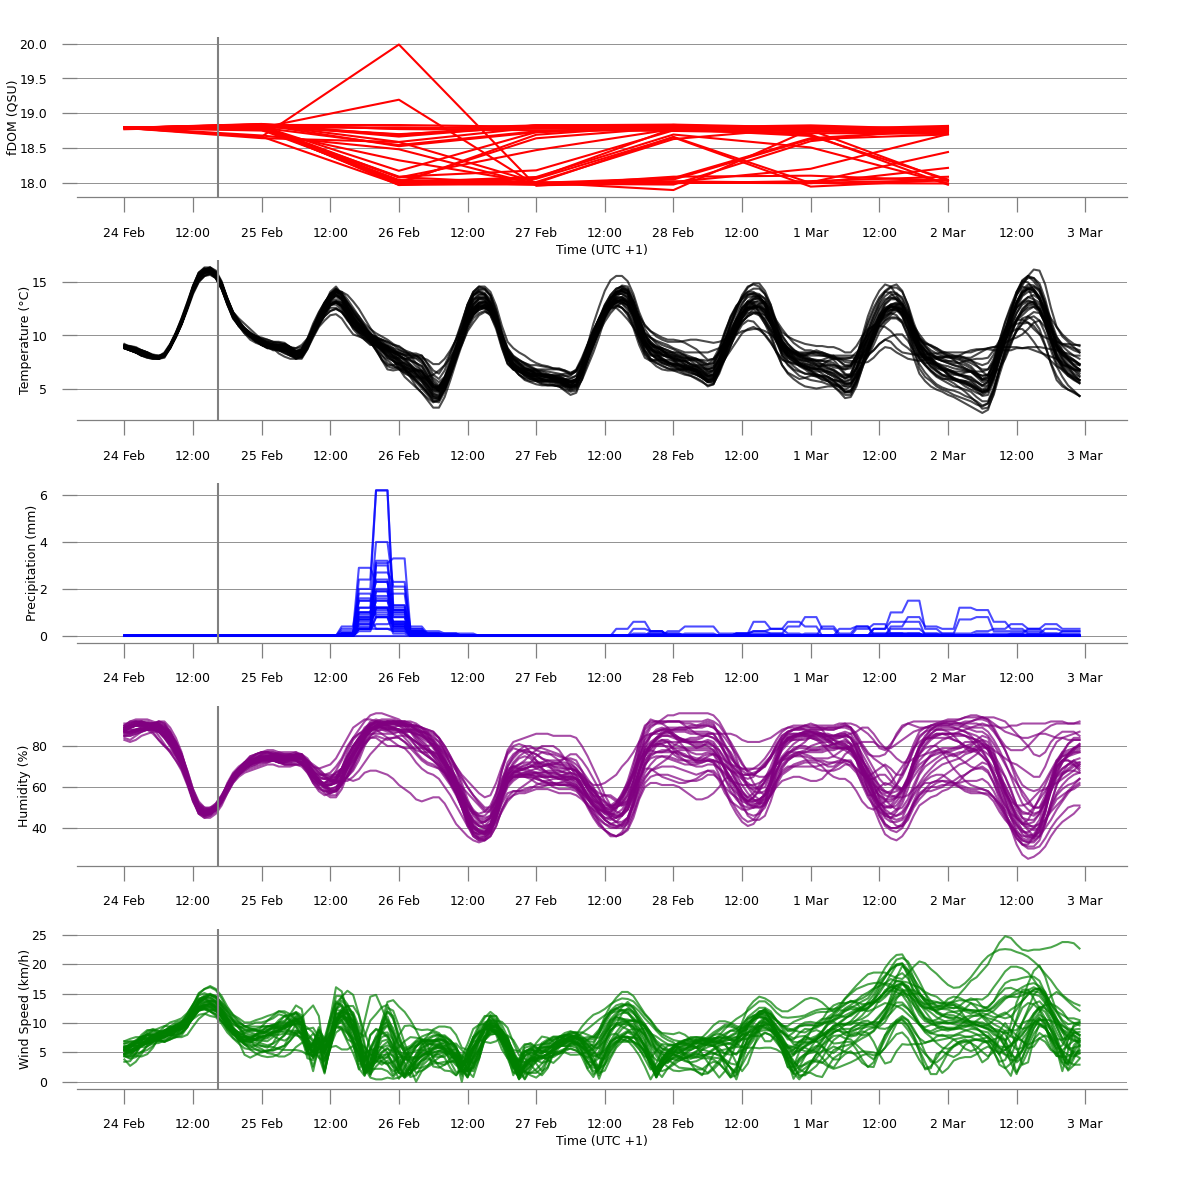 20.0
19.5
19.0
18.5
18.0
fDOM (QSU)
24 Feb 12:00 25 Feb 12:00 26 Feb 12:00 27 Feb 12:00 28 Feb 12:00 1 Mar 12:00 2 Mar 12:00 3 Mar
Time (UTC +1)
15
10
5
Temperature (°C)
24 Feb 12:00 25 Feb 12:00 26 Feb 12:00 27 Feb 12:00 28 Feb 12:00 1 Mar 12:00 2 Mar 12:00 3 Mar
6
4
2
0
Precipitation (mm)
24 Feb 12:00 25 Feb 12:00 26 Feb 12:00 27 Feb 12:00 28 Feb 12:00 1 Mar 12:00 2 Mar 12:00 3 Mar
80
60
40
Humidity (%)
24 Feb 12:00 25 Feb 12:00 26 Feb 12:00 27 Feb 12:00 28 Feb 12:00 1 Mar 12:00 2 Mar 12:00 3 Mar
25
20
15
10
5
0
Wind Speed (km/h)
24 Feb 12:00 25 Feb 12:00 26 Feb 12:00 27 Feb 12:00 28 Feb 12:00 1 Mar 12:00 2 Mar 12:00 3 Mar
Time (UTC +1)